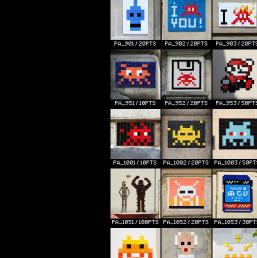 I
YOU!
I
PA_901/20PTS PA_902/20PTS PA_903/20PTS
PA_951/10PTS PA_952/20PTS PA_953/50PTS
PA_1001/10PTS PA_1002/20PTS PA_1003/50PTS
PA_1051/100PTS PA_1052/20PTS PA_1053/30PTS